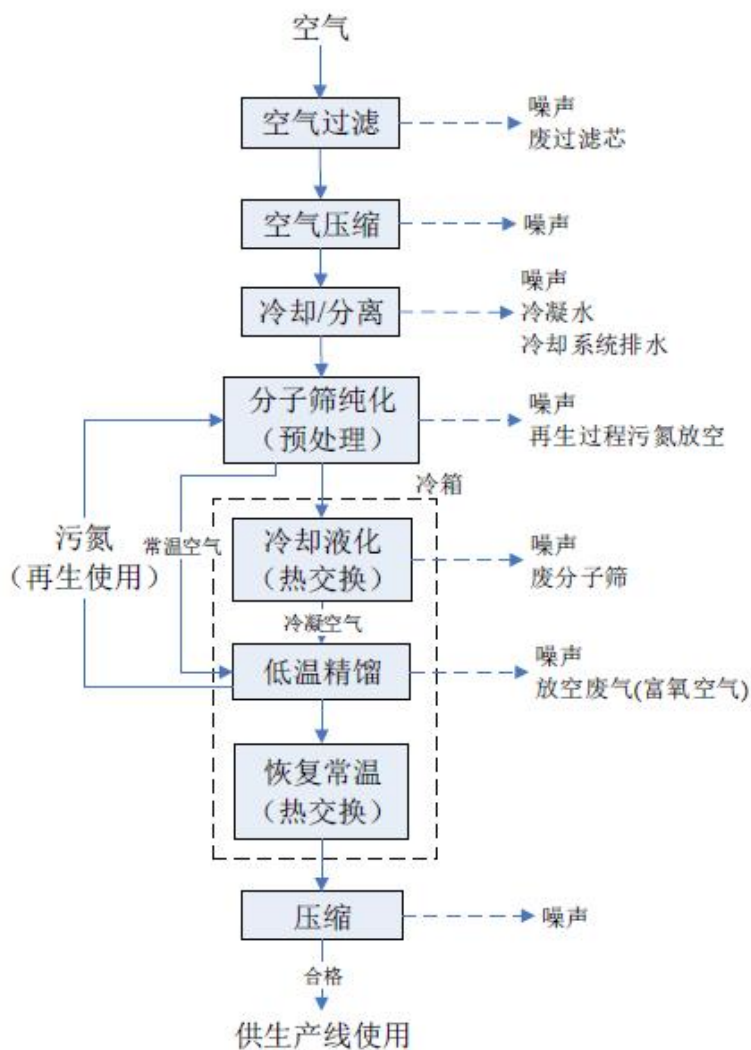 空气
空气过滤
噪声
废过滤芯
空气压缩
噪声
冷却/分离
噪声
冷凝水
冷却系统排水
分子筛纯化
（预处理）
噪声
再生过程污氮放空
冷箱
污氮
（再生使用）
常温空气
冷却液化
（热交换）
噪声
废分子筛
冷凝空气
低温精馏
噪声
放空废气(富氧空气)
恢复常温
（热交换）
压缩
噪声
合格
供生产线使用